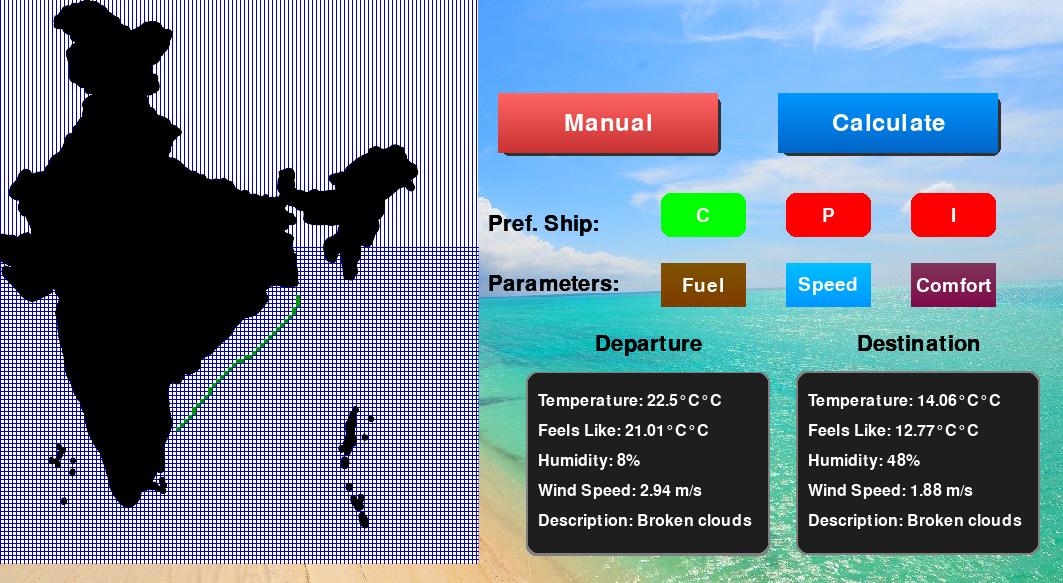 Manual
Calculate
Pref. Ship:
C
P
I
Parameters:
Fuel
Speed
Comfort
Departure
Destination
Temperature: 22.5°C°C
Feels Like: 21.01°C°C
Humidity: 8%
Wind Speed: 2.94 m/s
Description: Broken clouds
Temperature: 14.06°C°C
Feels Like: 12.77°C°C
Humidity: 48%
Wind Speed: 1.88 m/s
Description: Broken clouds